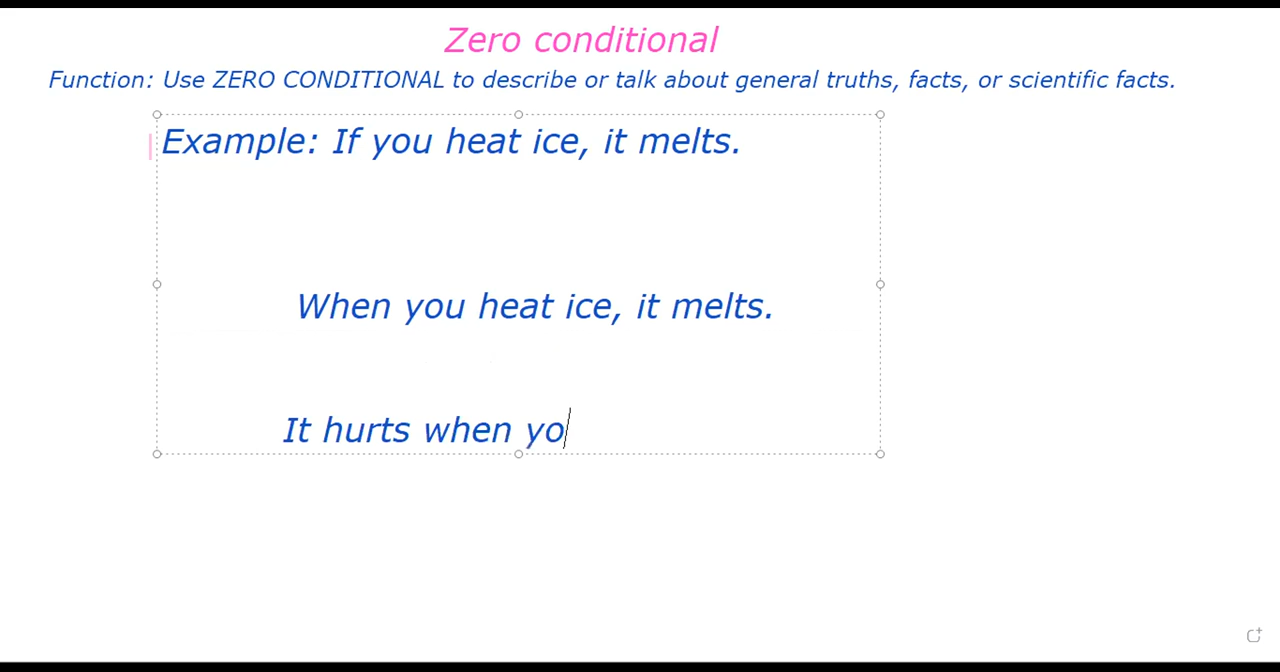 Zero conditional
Function: Use ZERO CONDITIONAL to describe or talk about general truths, facts, or scientific facts.
Example: If you heat ice, it melts.
When you heat ice, it melts.
It hurts when yo